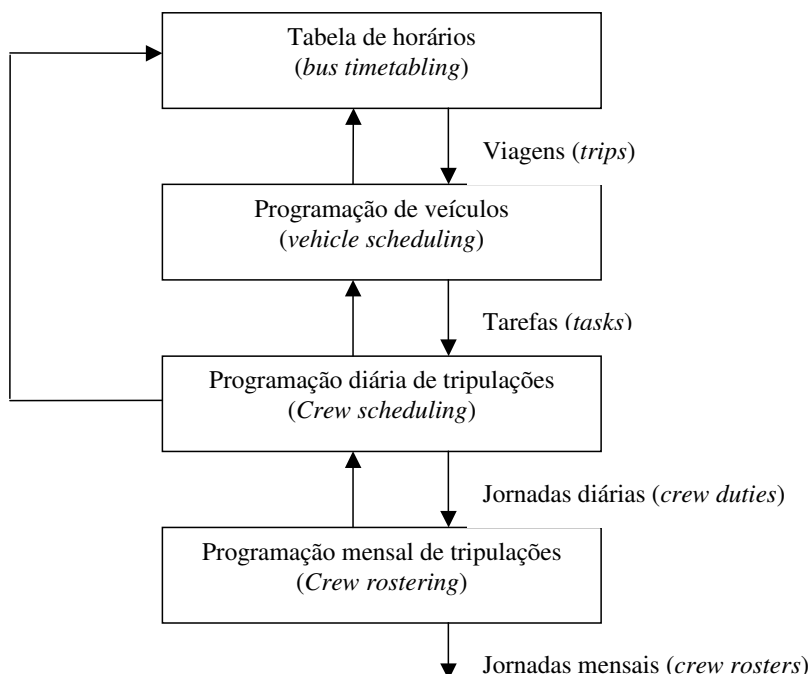 Tabela de horários
(bus timetabling)
Viagens (trips)
Programação de veículos
(vehicle scheduling)
Tarefas (tasks)
Programação diária de tripulações
(Crew scheduling)
Jornadas diárias (crew duties)
Programação mensal de tripulações
(Crew rostering)
Jornadas mensais (crew rosters)